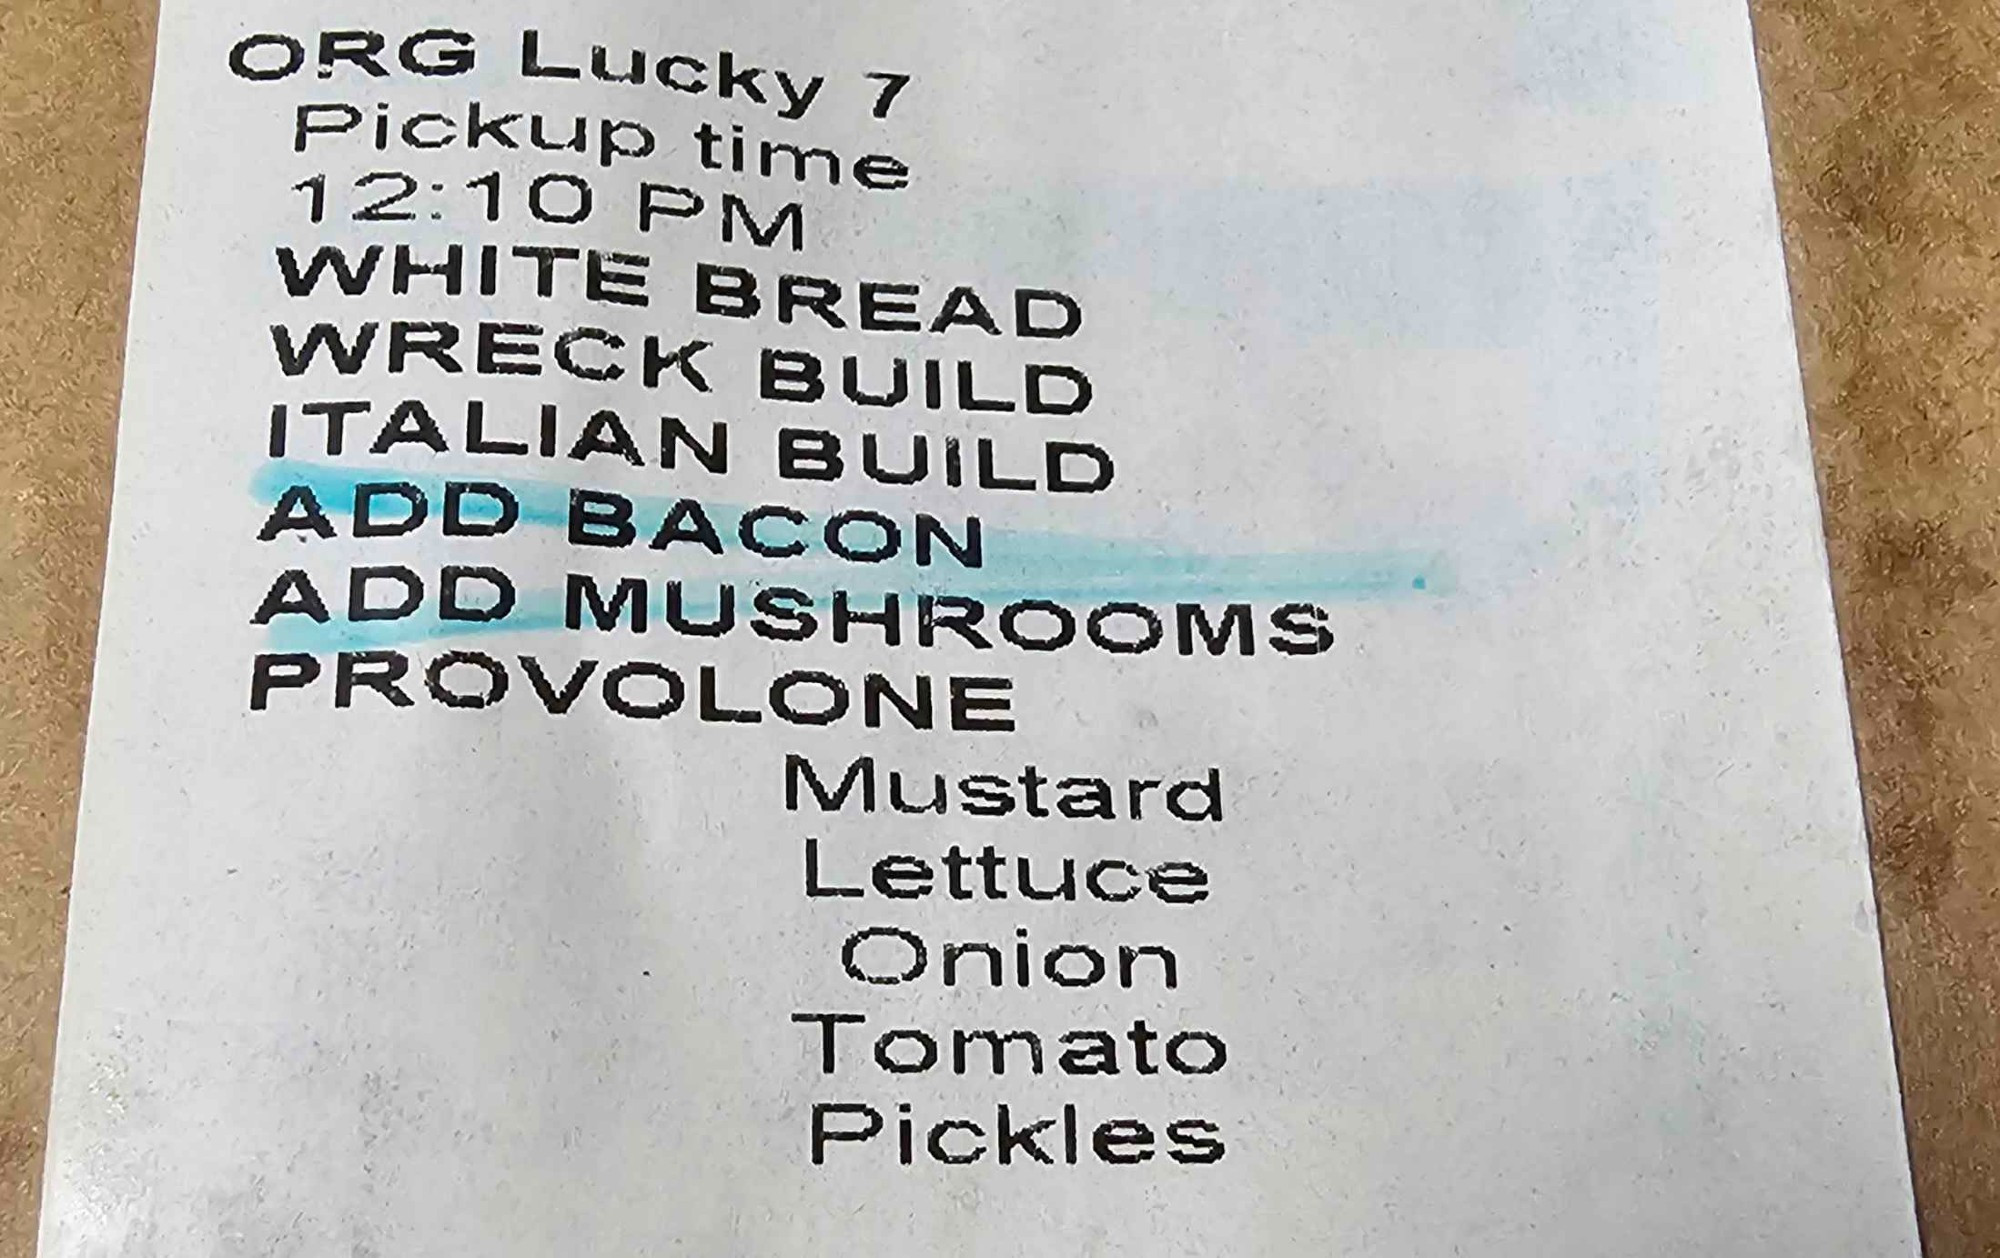 ORG Lucky 7
Pickup time
12:10 PM
WHITE BREAD
WRECK BUILD
ITALIAN BUILD
ADD BACON
ADD MUSHROOMS
PROVOLONE
Mustard
Lettuce
Onion
Tomato
Pickles